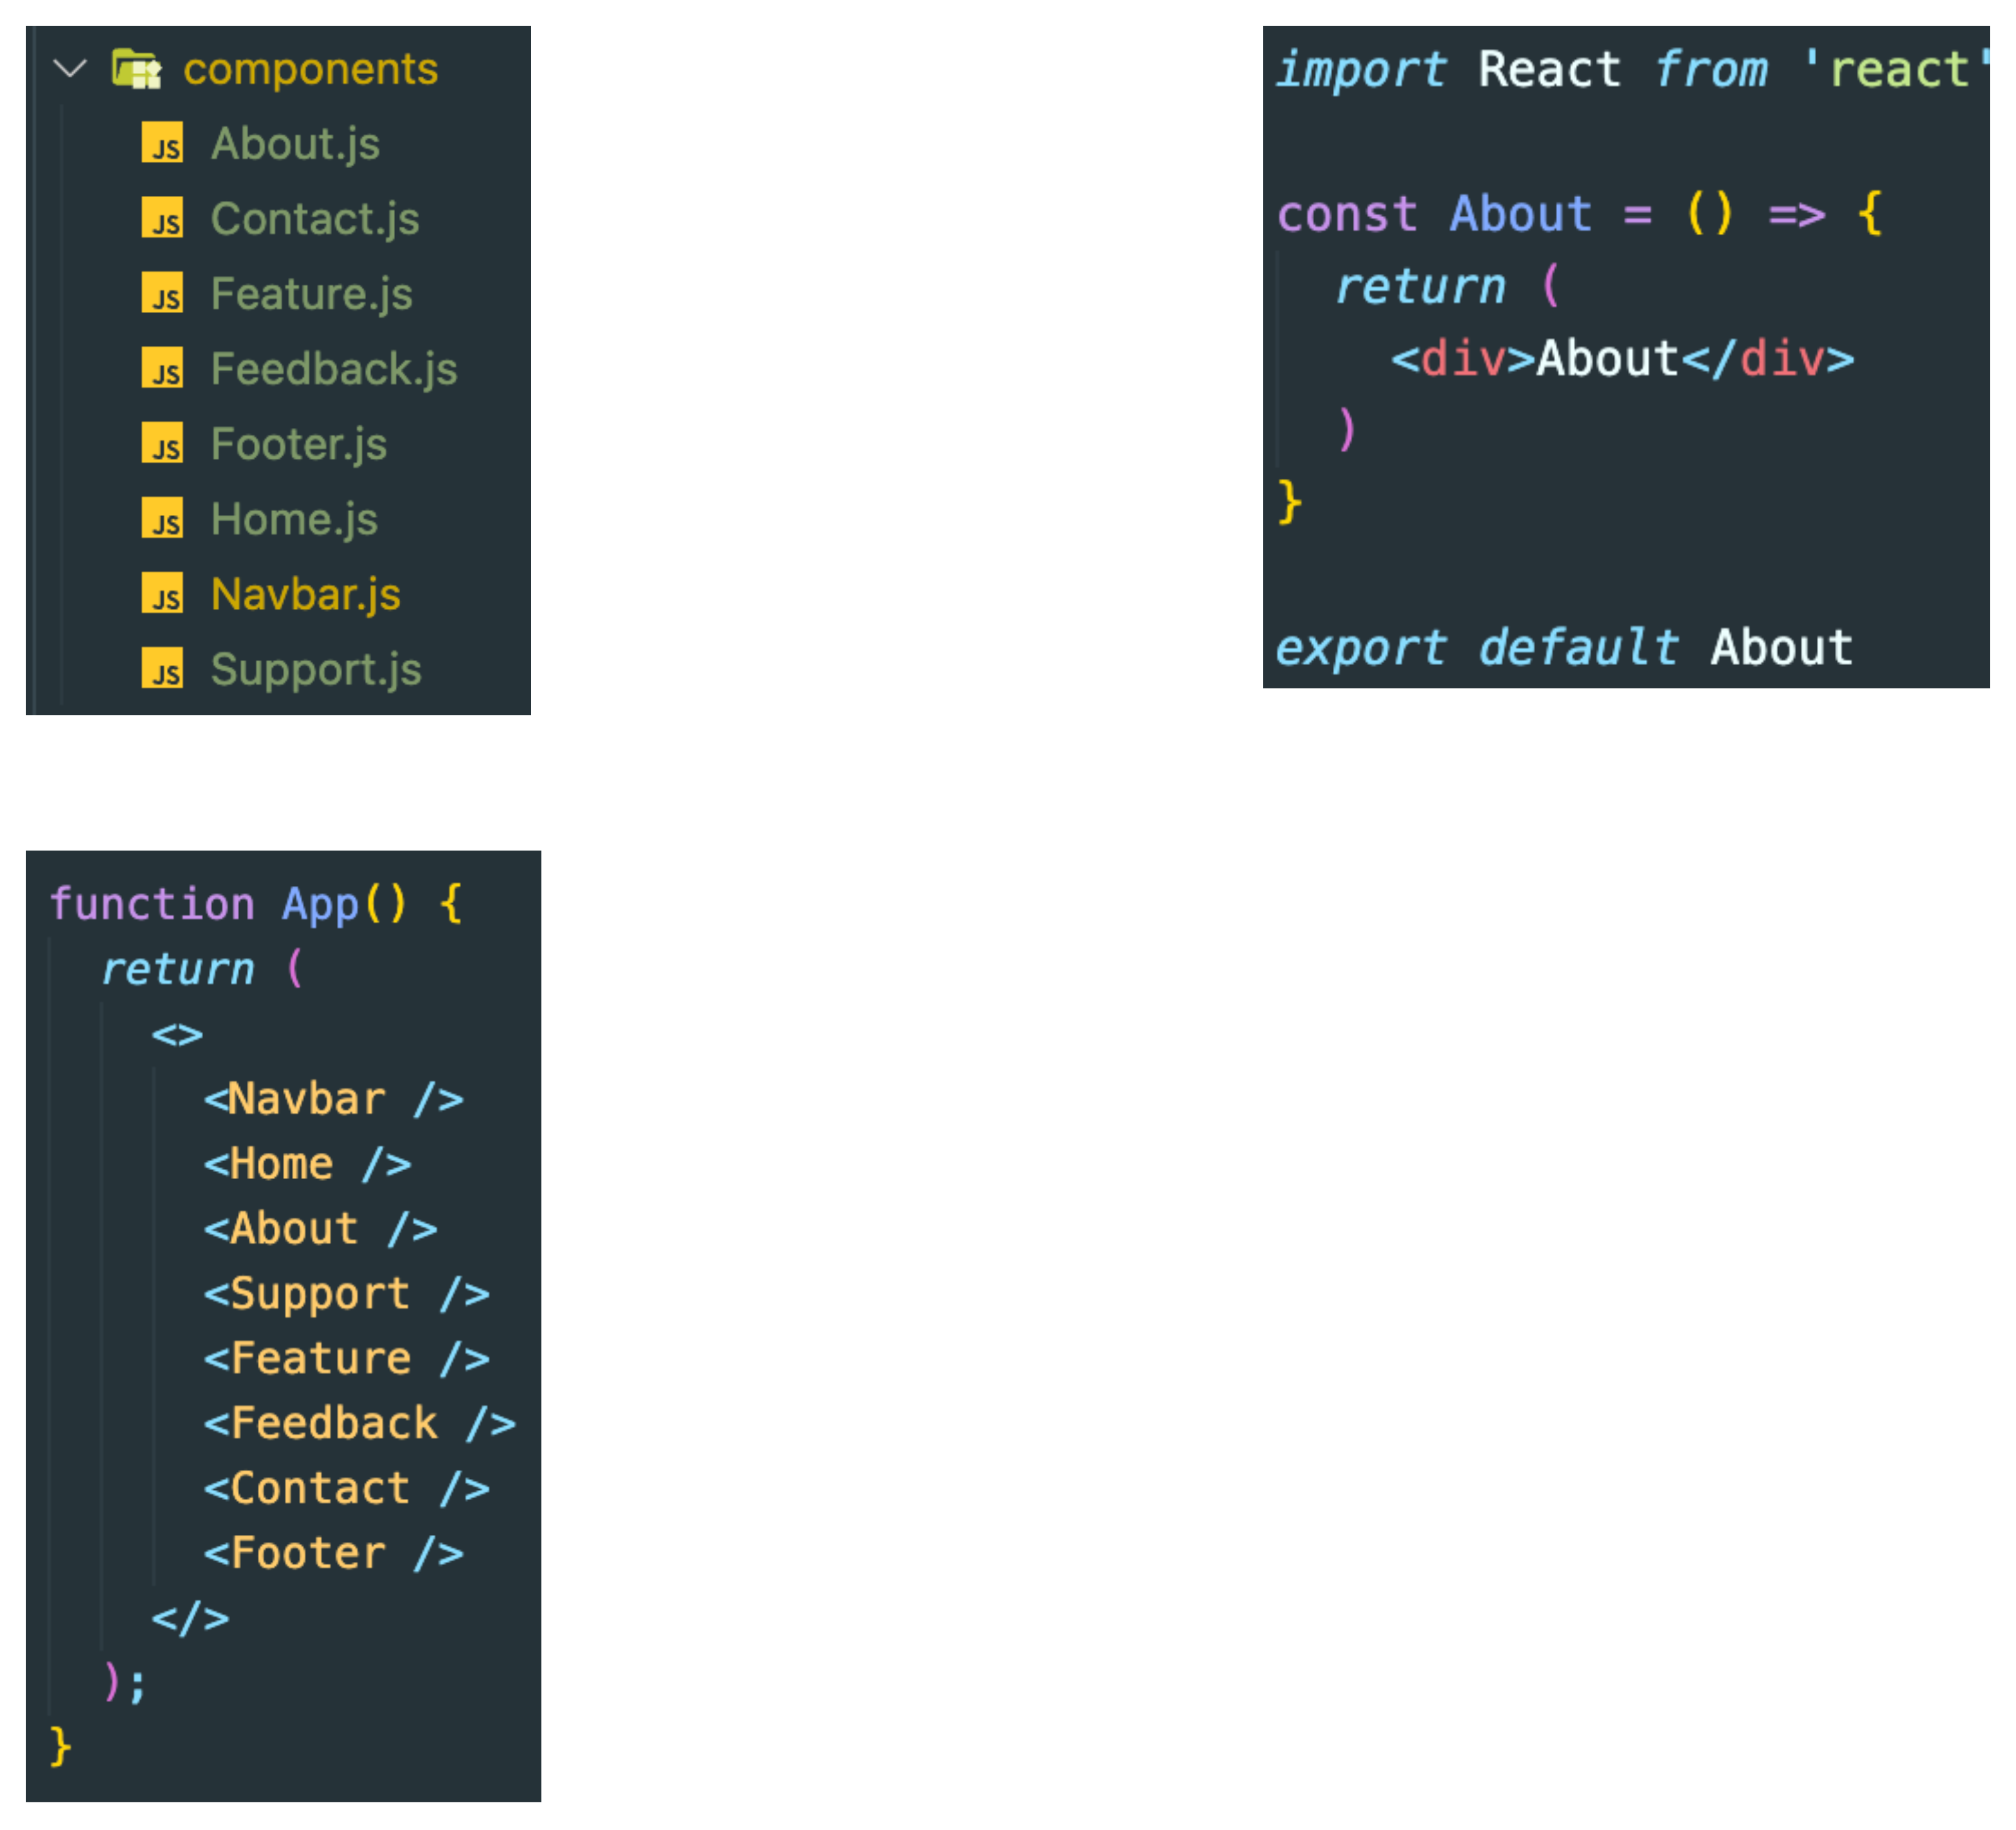 components
JS About.js
JS Contact.js
JS Feature.js
JS Feedback.js
JS Footer.js
JS Home.js
JS Navbar.js
JS Support.js
import React from 'react'
const About = () => {
return (
<div>About</div>
)
}
export default About
function App() {
return (
<>
<Navbar />
<Home />
<About />
<Support />
<Feature />
<Feedback />
<Contact />
<Footer />
</>
);
}